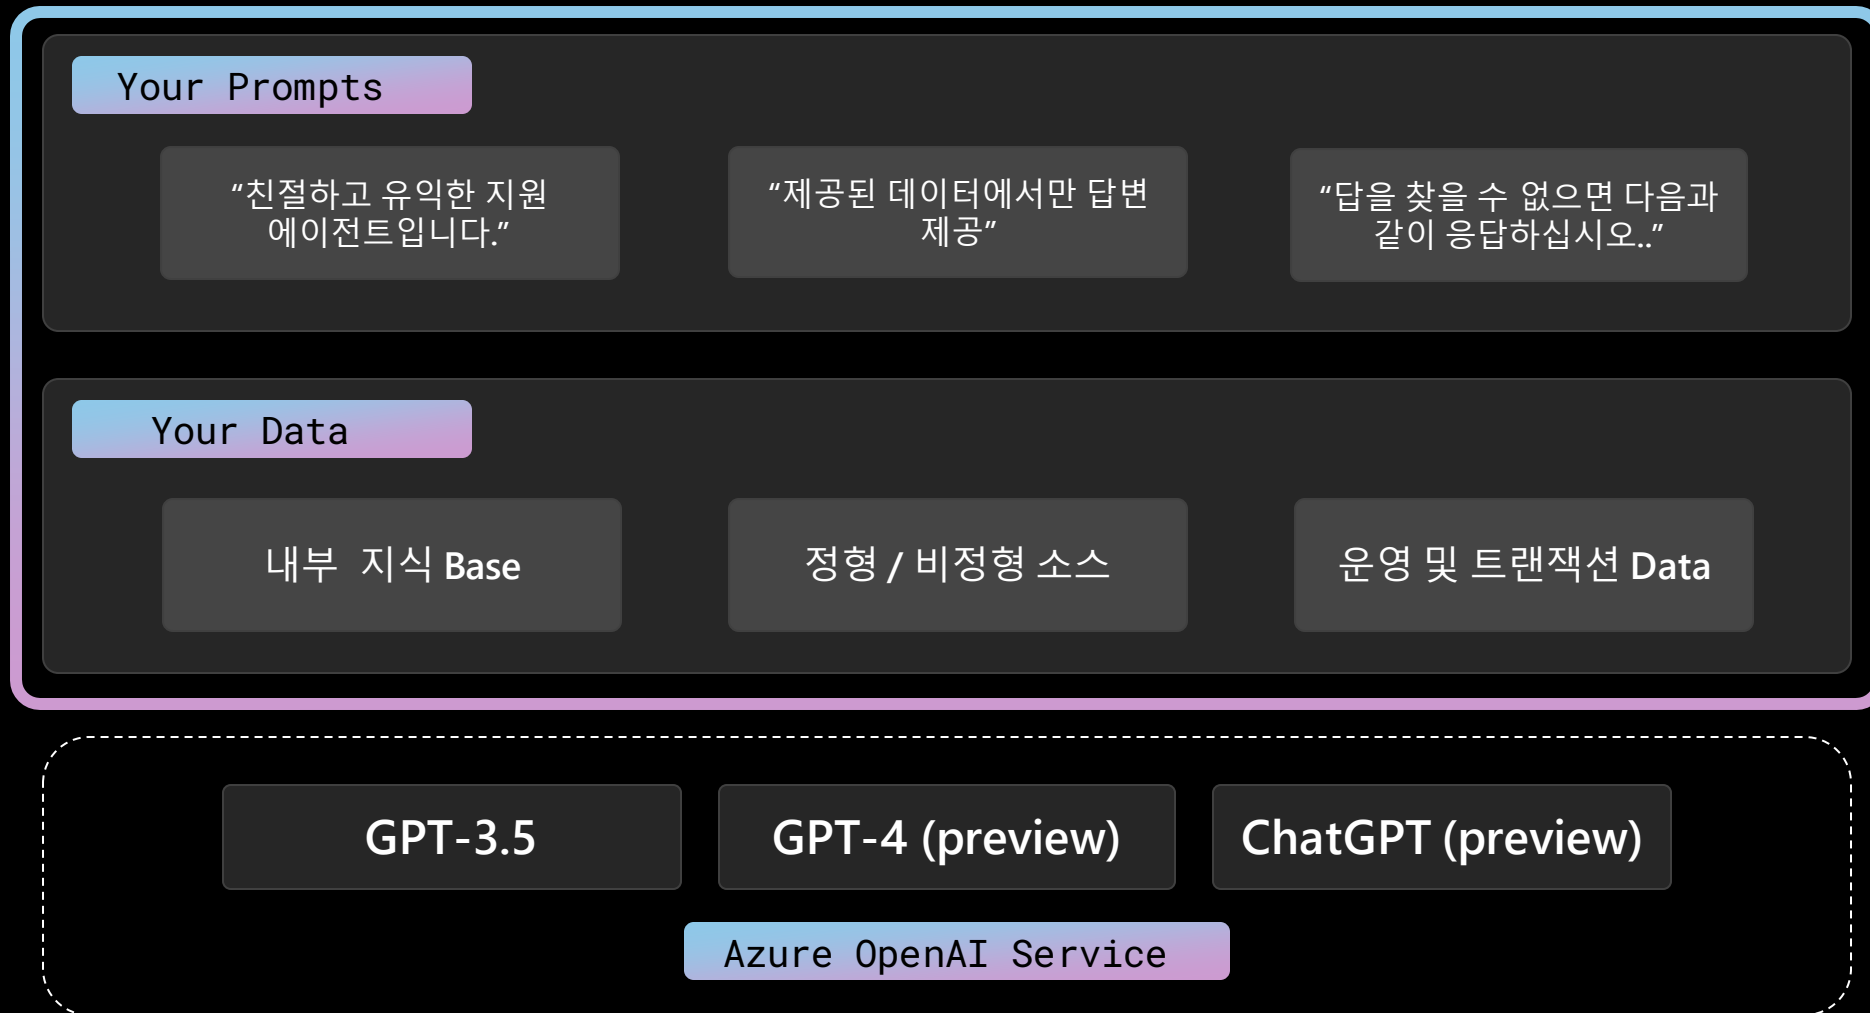 Your Prompts
“친절하고 유익한 지원
에이전트입니다.”
“제공된 데이터에서만 답변
제공”
“답을 찾을 수 없으면 다음과
같이 응답하십시오..”
Your Data
내부 지식 Base
정형 / 비정형 소스
운영 및 트랜잭션 Data
GPT-3.5
GPT-4 (preview)
ChatGPT (preview)
Azure OpenAI Service